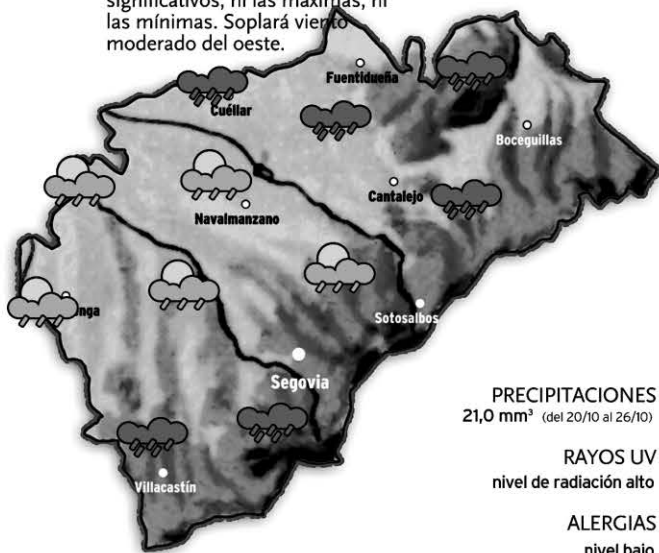 significativos, ni las máximas, ni
las mínimas. Soplará viento
moderado del oeste.
Fuentidueña
Cuéllar
Boceguillas
Cantalejo
Navalmanzano
Sotosalbos
Segovia
Villacastín
PRECIPITACIONES
21,0 mm³ (del 20/10 al 26/10)
RAYOS UV
nivel de radiación alto
ALERGIAS
nivel bajo